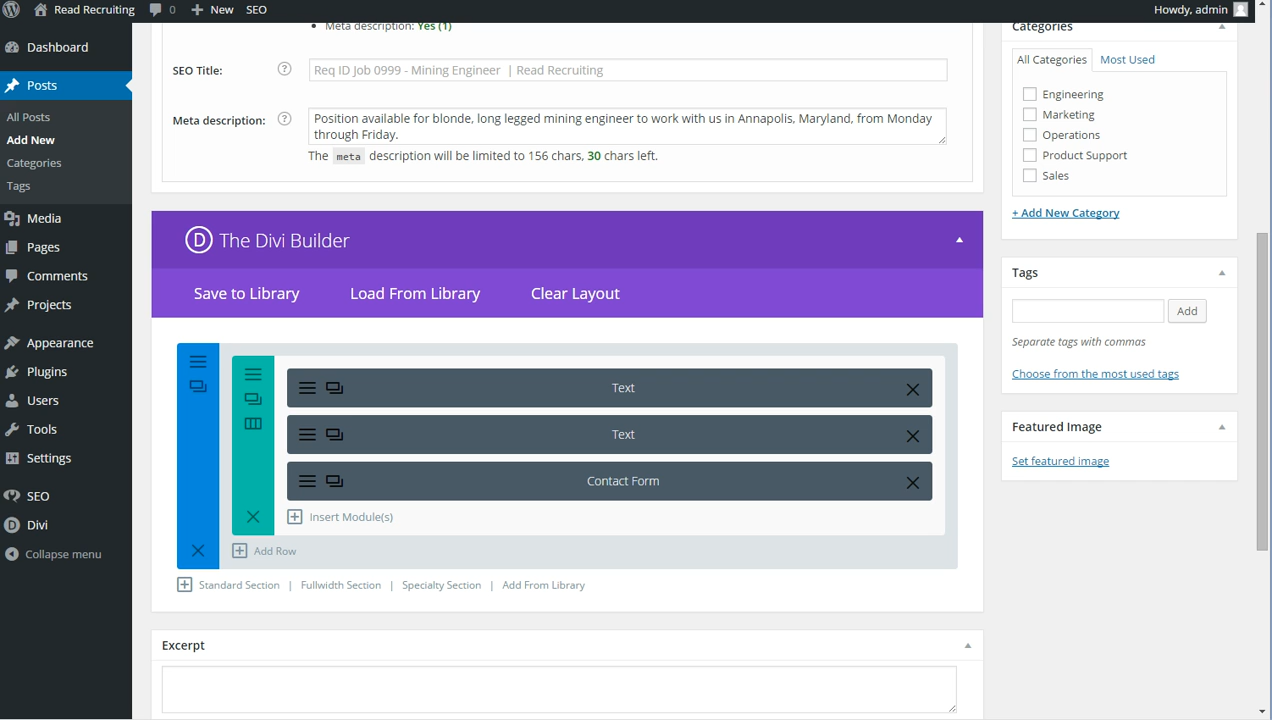 Read Recruiting 0 New SEO Howdy, admin
Dashboard
Posts
All Posts
Add New
Categories
Tags
Media
Pages
Comments
Projects
Appearance
Plugins
Users
Tools
Settings
SEO
Divi
Collapse menu
Meta description: Yes (1)
SEO Title: ? Req ID Job 0999 - Mining Engineer | Read Recruiting
Meta description: ? Position available for blonde, long legged mining engineer to work with us in Annapolis, Maryland, from Monday
through Friday.
The meta description will be limited to 156 chars, 30 chars left.
D The Divi Builder
Save to Library Load From Library Clear Layout
Text
Text
Contact Form
Insert Module(s)
Add Row
Standard Section | Fullwidth Section | Specialty Section | Add From Library
Excerpt
Categories
All Categories Most Used
Engineering
Marketing
Operations
Product Support
Sales
+ Add New Category
Tags
Add
Separate tags with commas
Choose from the most used tags
Featured Image
Set featured image